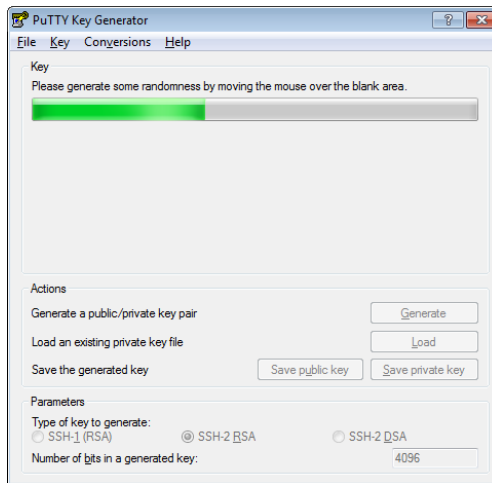 PuTTY Key Generator
File Key Conversions Help
Key
Please generate some randomness by moving the mouse over the blank area.
Actions
Generate a public/private key pair Generate
Load an existing private key file Load
Save the generated key Save public key Save private key
Parameters
Type of key to generate:
SSH-1 (RSA) SSH-2 RSA SSH-2 DSA
Number of bits in a generated key: 4096